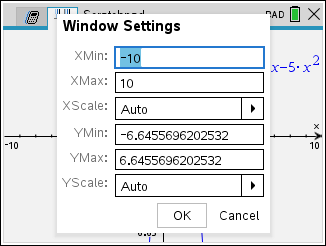 Scratchpad
RAD
Window Settings
XMin: -10
XMax: 10
XScale: Auto
YMin: -6.6455696202532
YMax: 6.6455696202532
YScale: Auto
OK Cancel
x-5·x²
x
-10 10